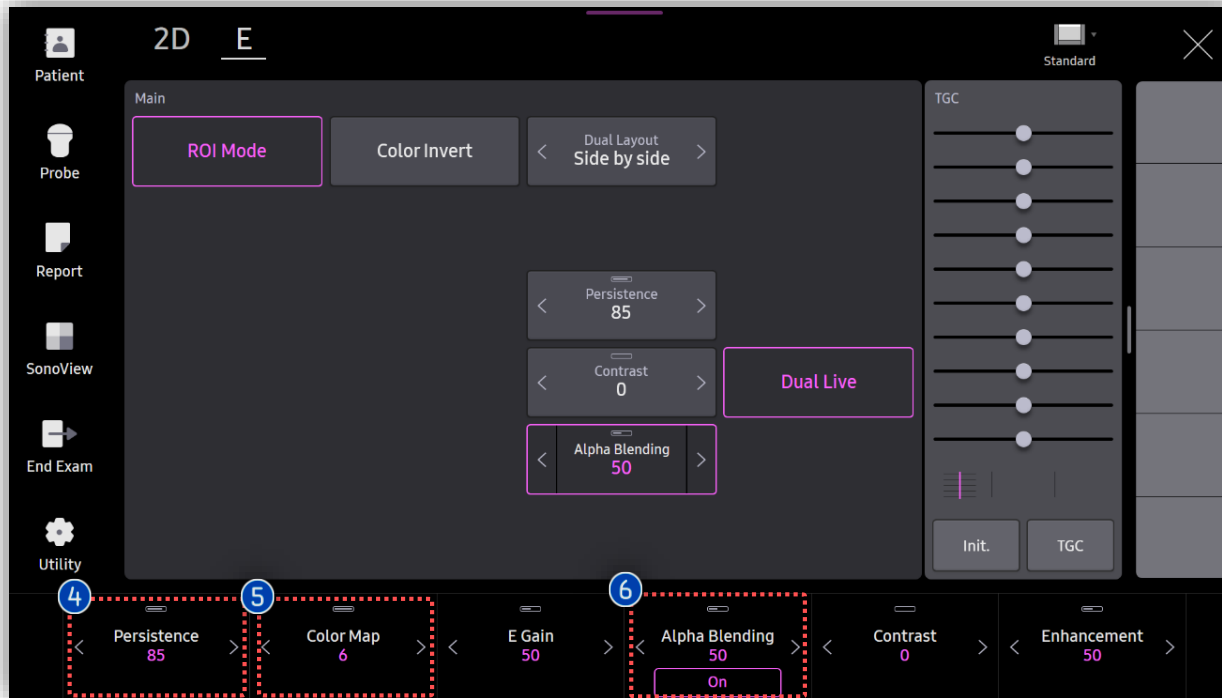 2D
E
Standard
Patient
Probe
Report
SonoView
End Exam
Utility
Main
ROI Mode
Color Invert
Dual Layout
Side by side
Persistence
85
Contrast
0
Dual Live
Alpha Blending
50
TGC
Init.
TGC
4
Persistence
85
5
Color Map
6
E Gain
50
6
Alpha Blending
50
On
Contrast
0
Enhancement
50